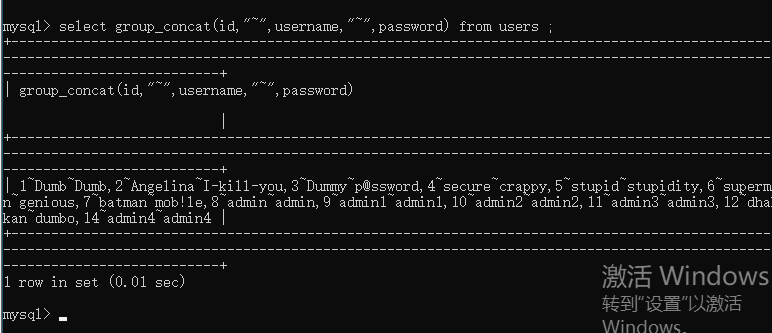 mysql> select group_concat(id,"~",username,"~",password) from users ;
+-----------------------------------------------------------------------------------------------
------------------------------------------------------------------------------------------------
---------------------------+
| group_concat(id,"~",username,"~",password)
|
+-----------------------------------------------------------------------------------------------
------------------------------------------------------------------------------------------------
---------------------------+
| 1~Dumb~Dumb,2~Angelina~I-kill-you,3~Dummy~p@ssword,4~secure~crappy,5~stupid~stupidity,6~superm
n~genious,7~batman~mob!le,8~admin~admin,9~admin1~admin1,10~admin2~admin2,11~admin3~admin3,12~dha
kan~dumbo,14~admin4~admin4 |
+-----------------------------------------------------------------------------------------------
------------------------------------------------------------------------------------------------
---------------------------+
1 row in set (0.01 sec)
激活 Windows
转到“设置”以激活
Windows。
mysql>